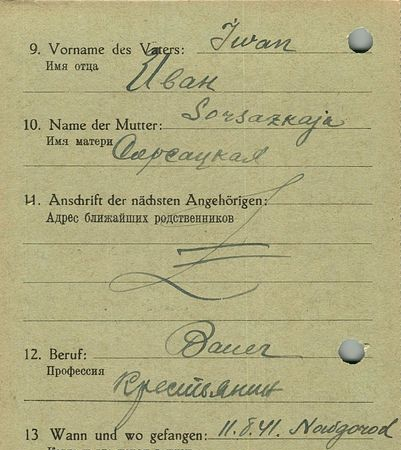 9. Vorname des Vaters: Iwan
Имя отца
Иван
10. Name der Mutter: Sorsazkaja
Имя матери
Сорсацкая
11. Anschrift der nächsten Angehörigen:
Адрес ближайших родственников
12. Beruf: Bauer
Профессия
Крестьянин
13 Wann und wo gefangen: 11.8.41. Nowgorod